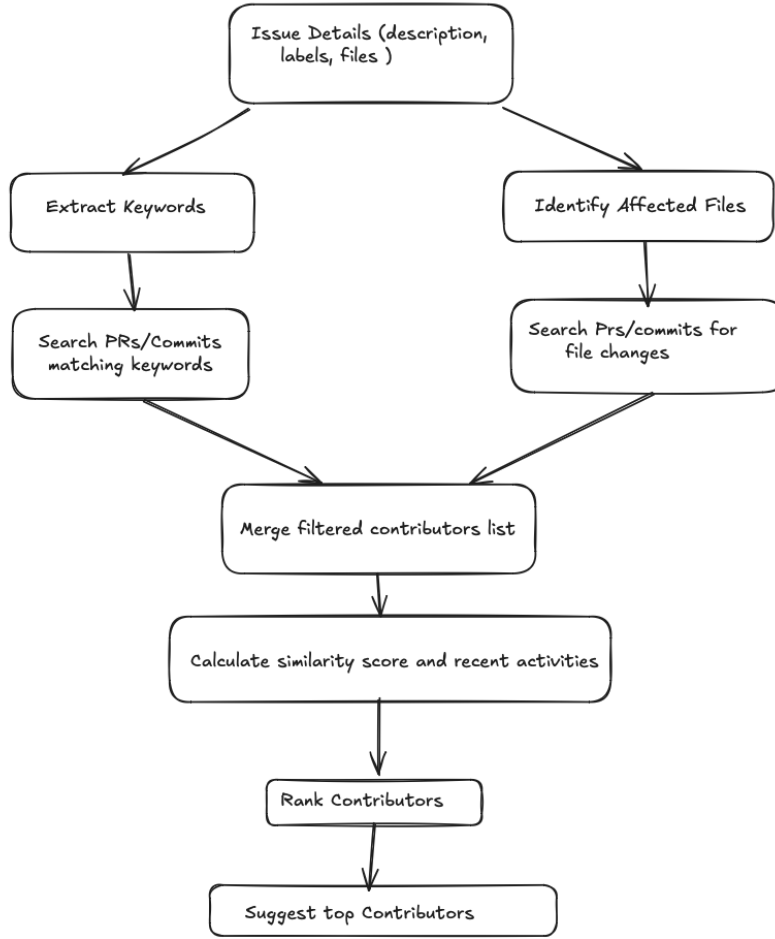 Issue Details (description,
labels, files )
Extract Keywords
Identify Affected Files
Search PRs/Commits
matching keywords
Search Prs/commits for
file changes
Merge filtered contributors list
Calculate similarity score and recent activities
Rank Contributors
Suggest top Contributors